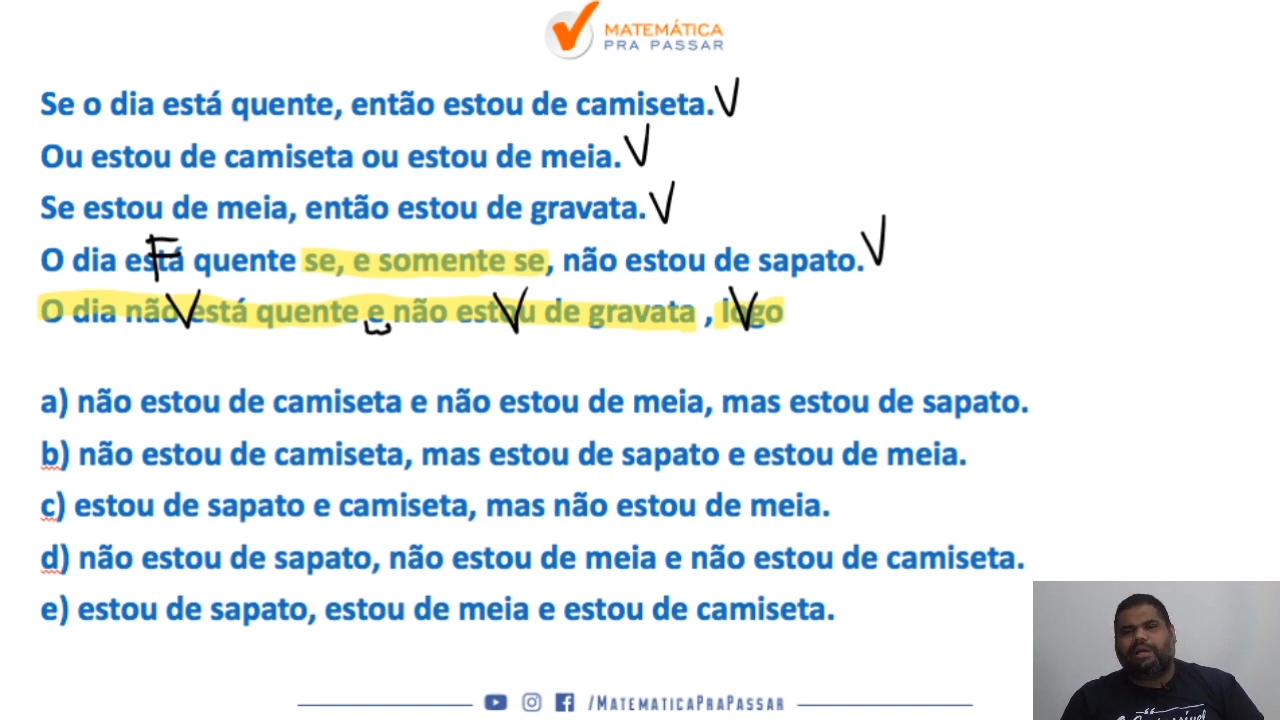 MATEMÁTICA
PRA PASSAR
Se o dia está quente, então estou de camiseta. V
Ou estou de camiseta ou estou de meia. V
Se estou de meia, então estou de gravata. V
F
O dia está quente se, e somente se, não estou de sapato. V
O dia não está quente e não estou de gravata , logo
V V V
a) não estou de camiseta e não estou de meia, mas estou de sapato.
b) não estou de camiseta, mas estou de sapato e estou de meia.
c) estou de sapato e camiseta, mas não estou de meia.
d) não estou de sapato, não estou de meia e não estou de camiseta.
e) estou de sapato, estou de meia e estou de camiseta.
/MATEMATICAPRAPASSAR